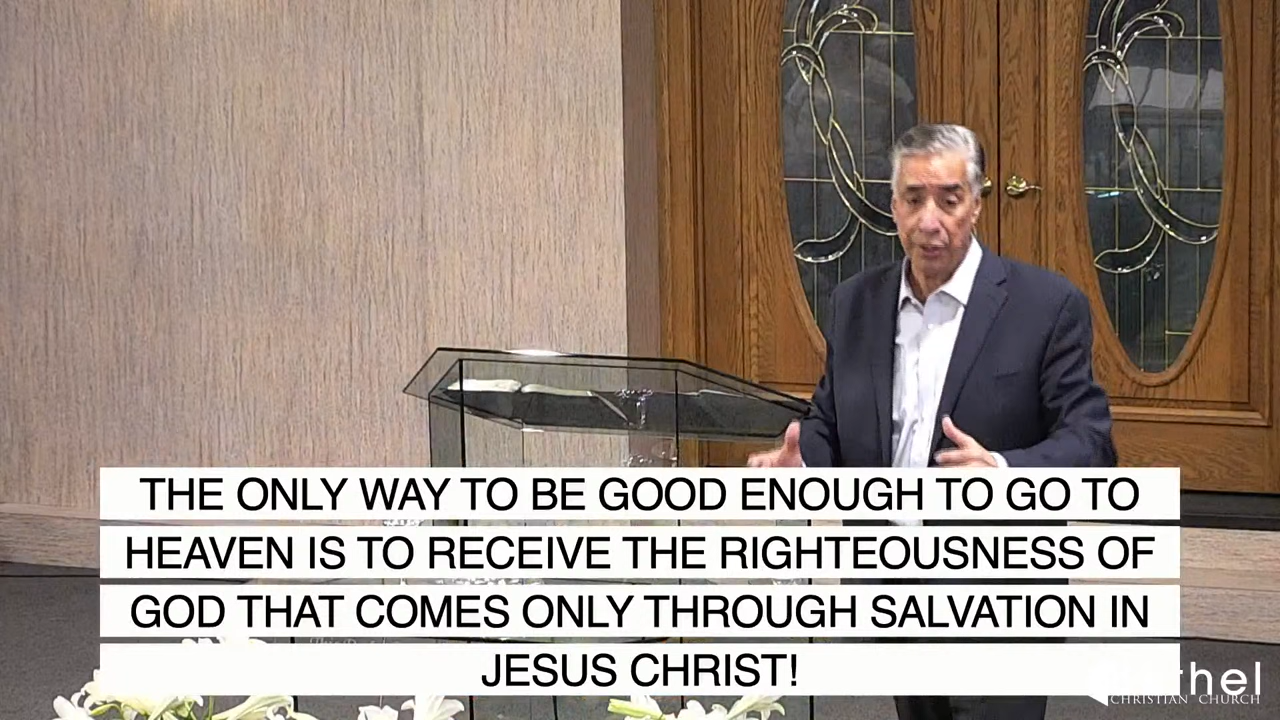 THE ONLY WAY TO BE GOOD ENOUGH TO GO TO
HEAVEN IS TO RECEIVE THE RIGHTEOUSNESS OF
GOD THAT COMES ONLY THROUGH SALVATION IN
JESUS CHRIST!
CHRISTIAN CHURCH